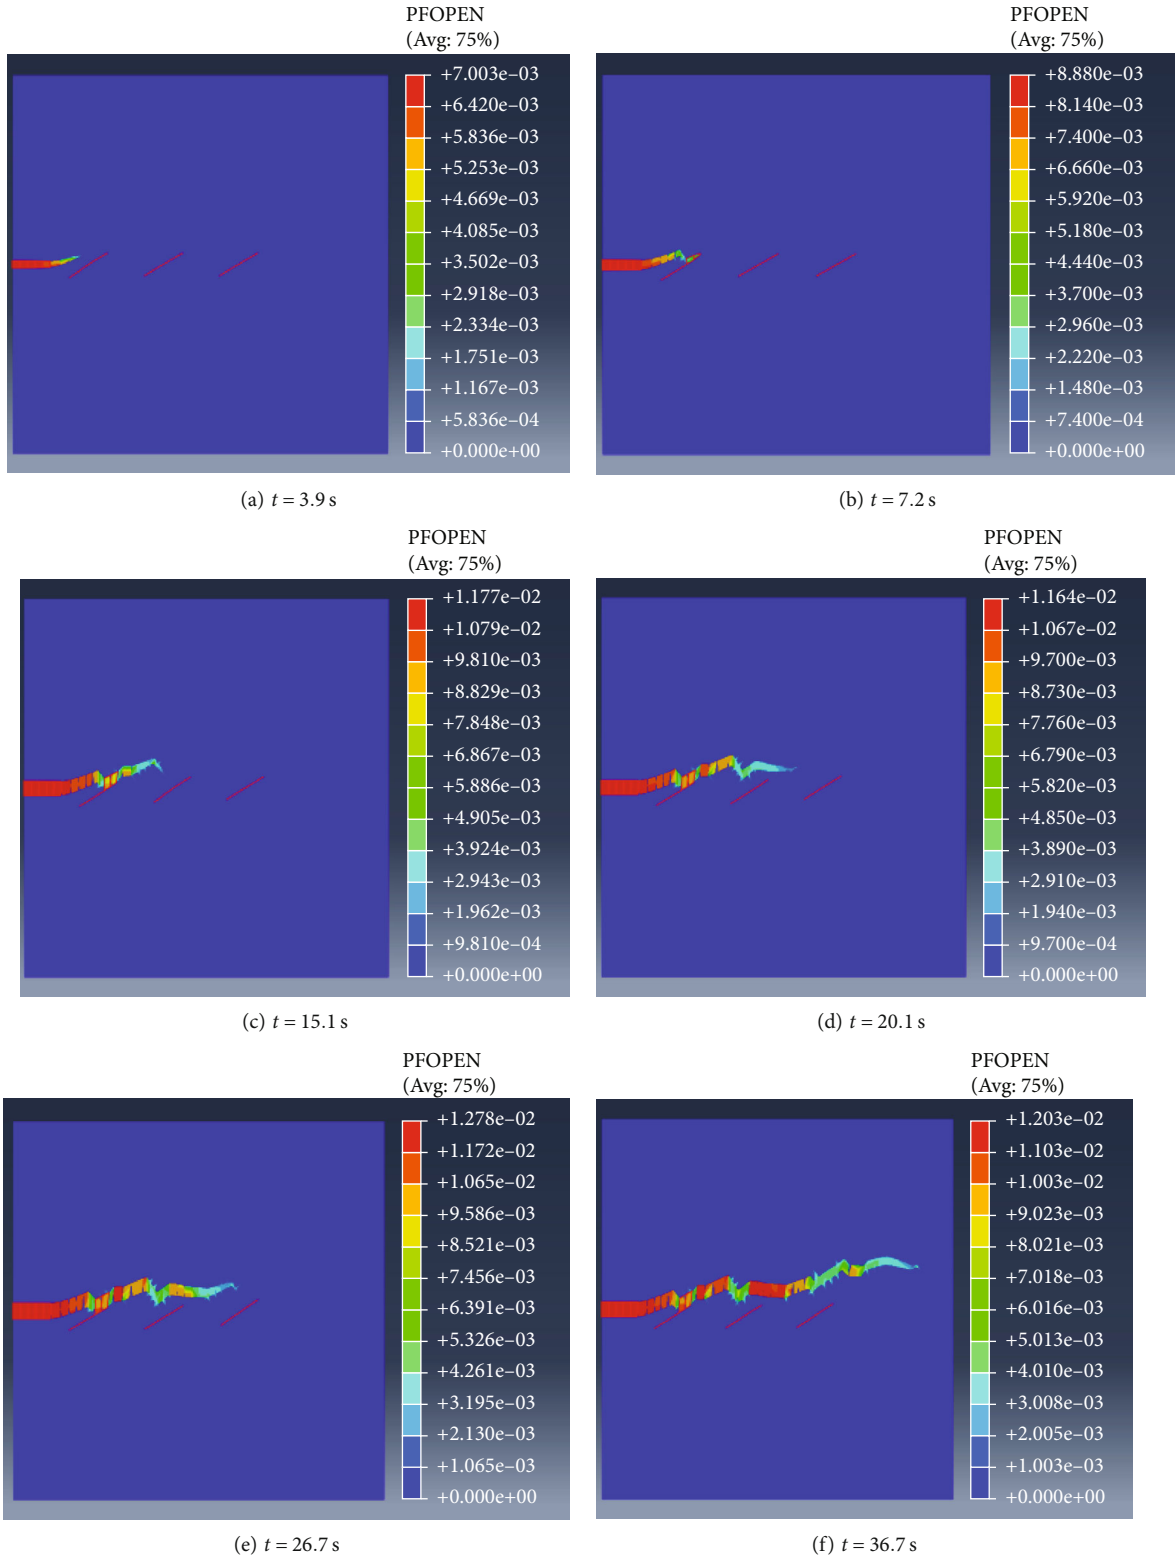 PFOPEN
(Avg: 75%)
+7.003e–03
+6.420e–03
+5.836e–03
+5.253e–03
+4.669e–03
+4.085e–03
+3.502e–03
+2.918e–03
+2.334e–03
+1.751e–03
+1.167e–03
+5.836e–04
+0.000e+00
(a) t = 3.9 s
PFOPEN
(Avg: 75%)
+8.880e–03
+8.140e–03
+7.400e–03
+6.660e–03
+5.920e–03
+5.180e–03
+4.440e–03
+3.700e–03
+2.960e–03
+2.220e–03
+1.480e–03
+7.400e–04
+0.000e+00
(b) t = 7.2 s
PFOPEN
(Avg: 75%)
+1.177e–02
+1.079e–02
+9.810e–03
+8.829e–03
+7.848e–03
+6.867e–03
+5.886e–03
+4.905e–03
+3.924e–03
+2.943e–03
+1.962e–03
+9.810e–04
+0.000e+00
(c) t = 15.1 s
PFOPEN
(Avg: 75%)
+1.164e–02
+1.067e–02
+9.700e–03
+8.730e–03
+7.760e–03
+6.790e–03
+5.820e–03
+4.850e–03
+3.890e–03
+2.910e–03
+1.940e–03
+9.700e–04
+0.000e+00
(d) t = 20.1 s
PFOPEN
(Avg: 75%)
+1.278e–02
+1.172e–02
+1.065e–02
+9.586e–03
+8.521e–03
+7.456e–03
+6.391e–03
+5.326e–03
+4.261e–03
+3.195e–03
+2.130e–03
+1.065e–03
+0.000e+00
(e) t = 26.7 s
PFOPEN
(Avg: 75%)
+1.203e–02
+1.103e–02
+1.003e–02
+9.023e–03
+8.021e–03
+7.018e–03
+6.016e–03
+5.013e–03
+4.010e–03
+3.008e–03
+2.005e–03
+1.003e–03
+0.000e+00
(f) t = 36.7 s